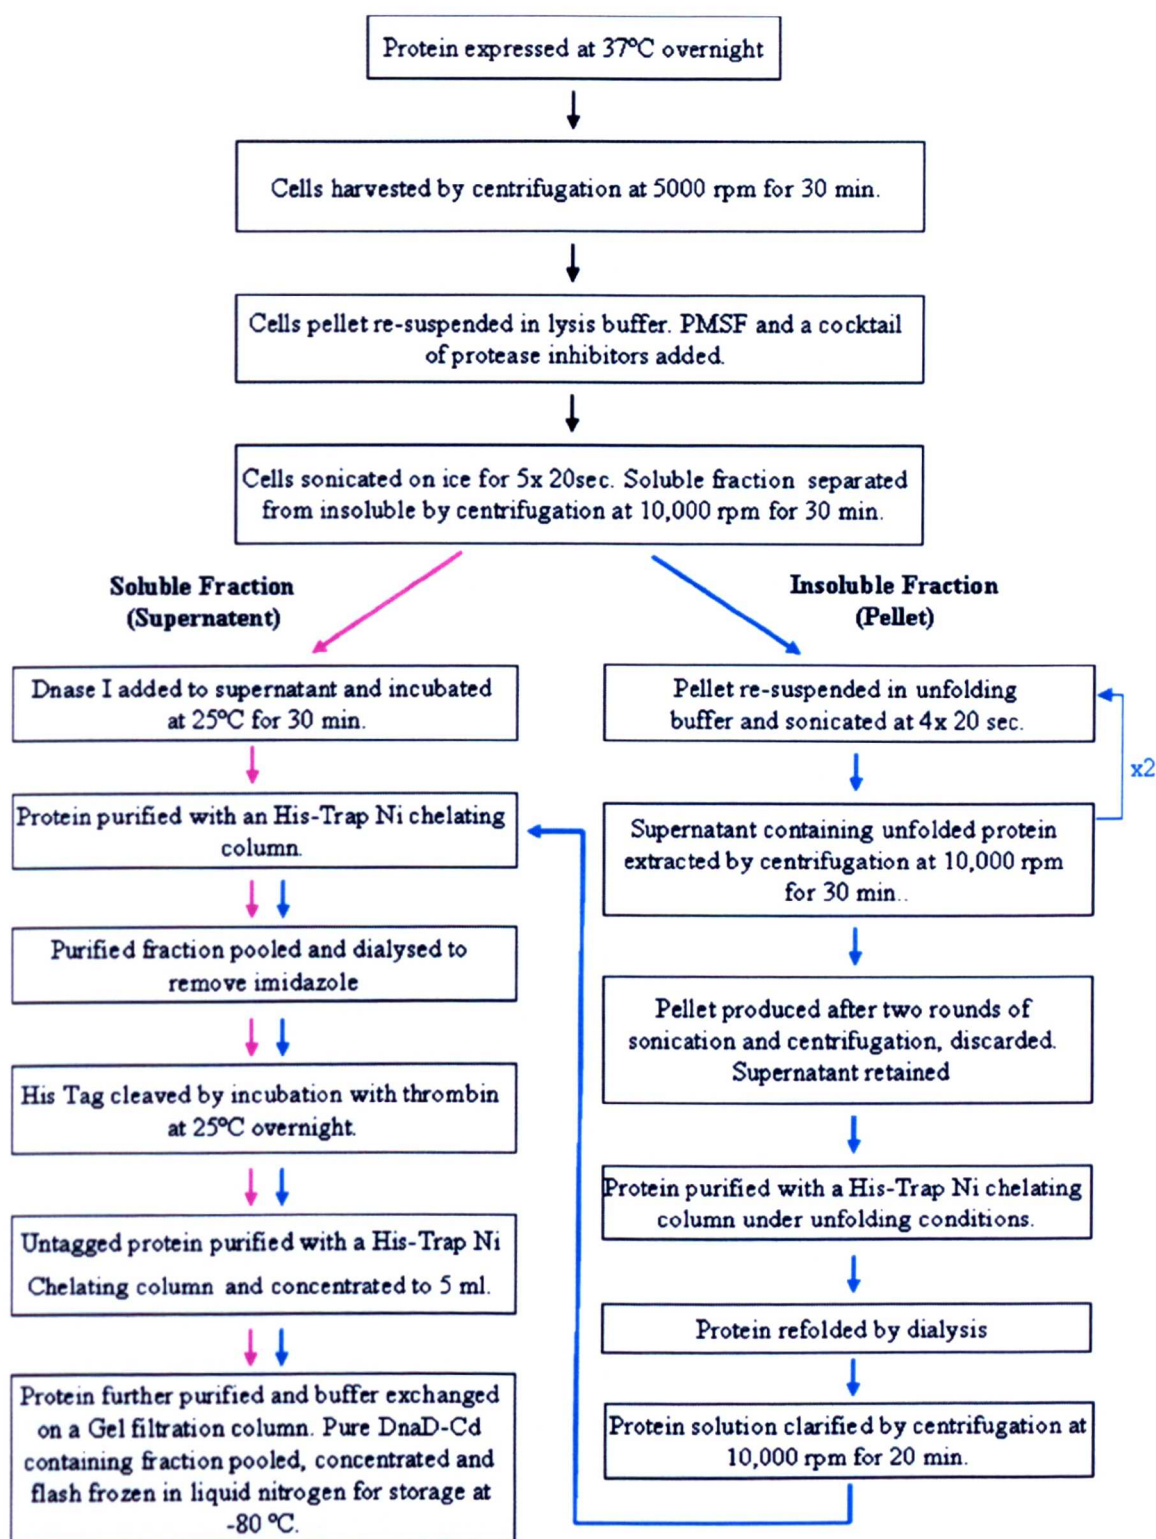 Protein expressed at 37ºC overnight
Cells harvested by centrifugation at 5000 rpm for 30 min.
Cells pellet re-suspended in lysis buffer. PMSF and a cocktail
of protease inhibitors added.
Cells sonicated on ice for 5x 20sec. Soluble fraction separated
from insoluble by centrifugation at 10,000 rpm for 30 min.
Soluble Fraction
(Supernatent)
Dnase I added to supernatant and incubated
at 25ºC for 30 min.
Protein purified with an His-Trap Ni chelating
column.
Purified fraction pooled and dialysed to
remove imidazole
His Tag cleaved by incubation with thrombin
at 25ºC overnight.
Untagged protein purified with a His-Trap Ni
Chelating column and concentrated to 5 ml.
Protein further purified and buffer exchanged
on a Gel filtration column. Pure DnaD-Cd
containing fraction pooled, concentrated and
flash frozen in liquid nitrogen for storage at
-80 ºC.
Insoluble Fraction
(Pellet)
Pellet re-suspended in unfolding
buffer and sonicated at 4x 20 sec.
x2
Supernatant containing unfolded protein
extracted by centrifugation at 10,000 rpm
for 30 min..
Pellet produced after two rounds of
sonication and centrifugation, discarded.
Supernatant retained
Protein purified with a His-Trap Ni chelating
column under unfolding conditions.
Protein refolded by dialysis
Protein solution clarified by centrifugation at
10,000 rpm for 20 min.